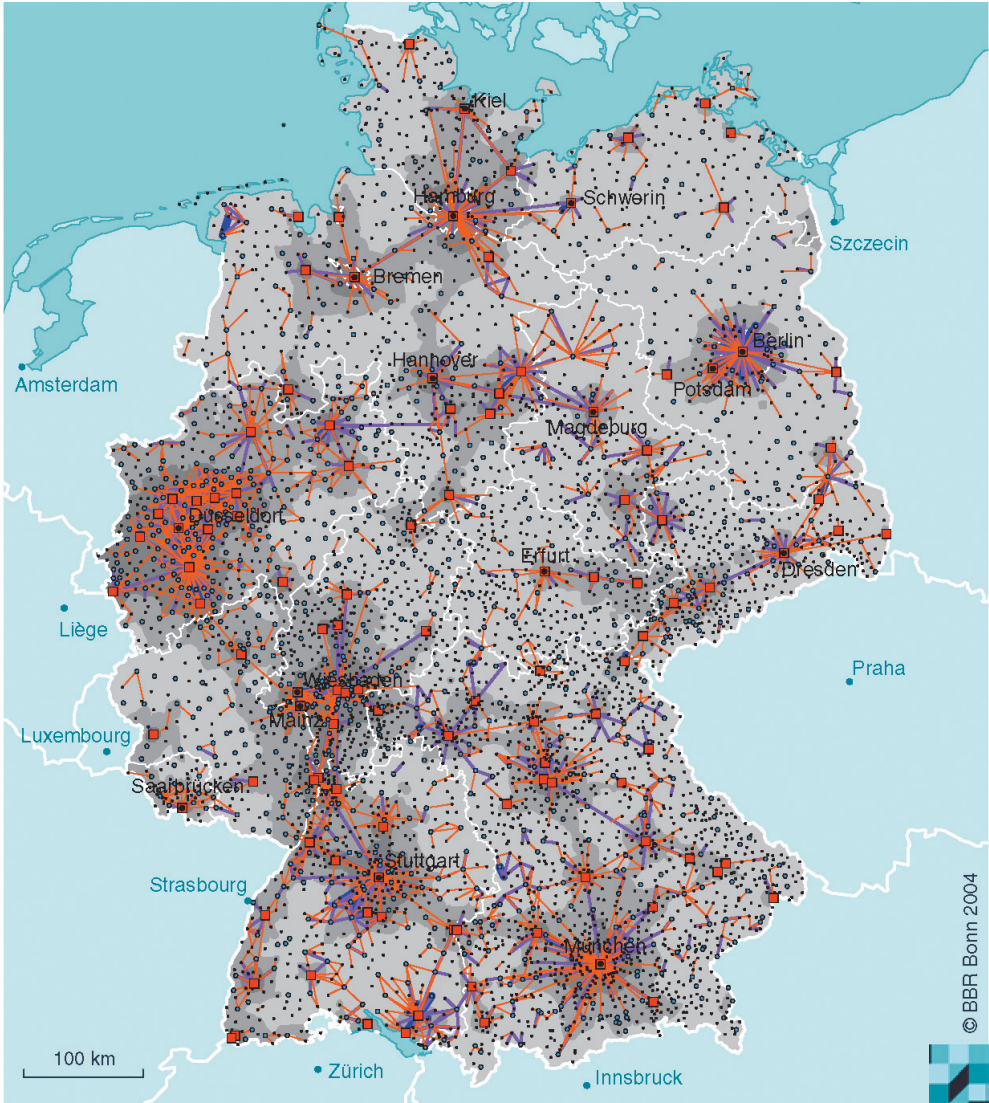 Kiel
Hamburg
Schwerin
Szczecin
Bremen
Berlin
Hannover
Amsterdam
Potsdam
Magdeburg
Düsseldorf
Erfurt
Dresden
Liège
Praha
Wiesbaden
Mainz
Luxembourg
Saarbrücken
Stuttgart
Strasbourg
München
© BBR Bonn 2004
100 km
Zürich
Innsbruck